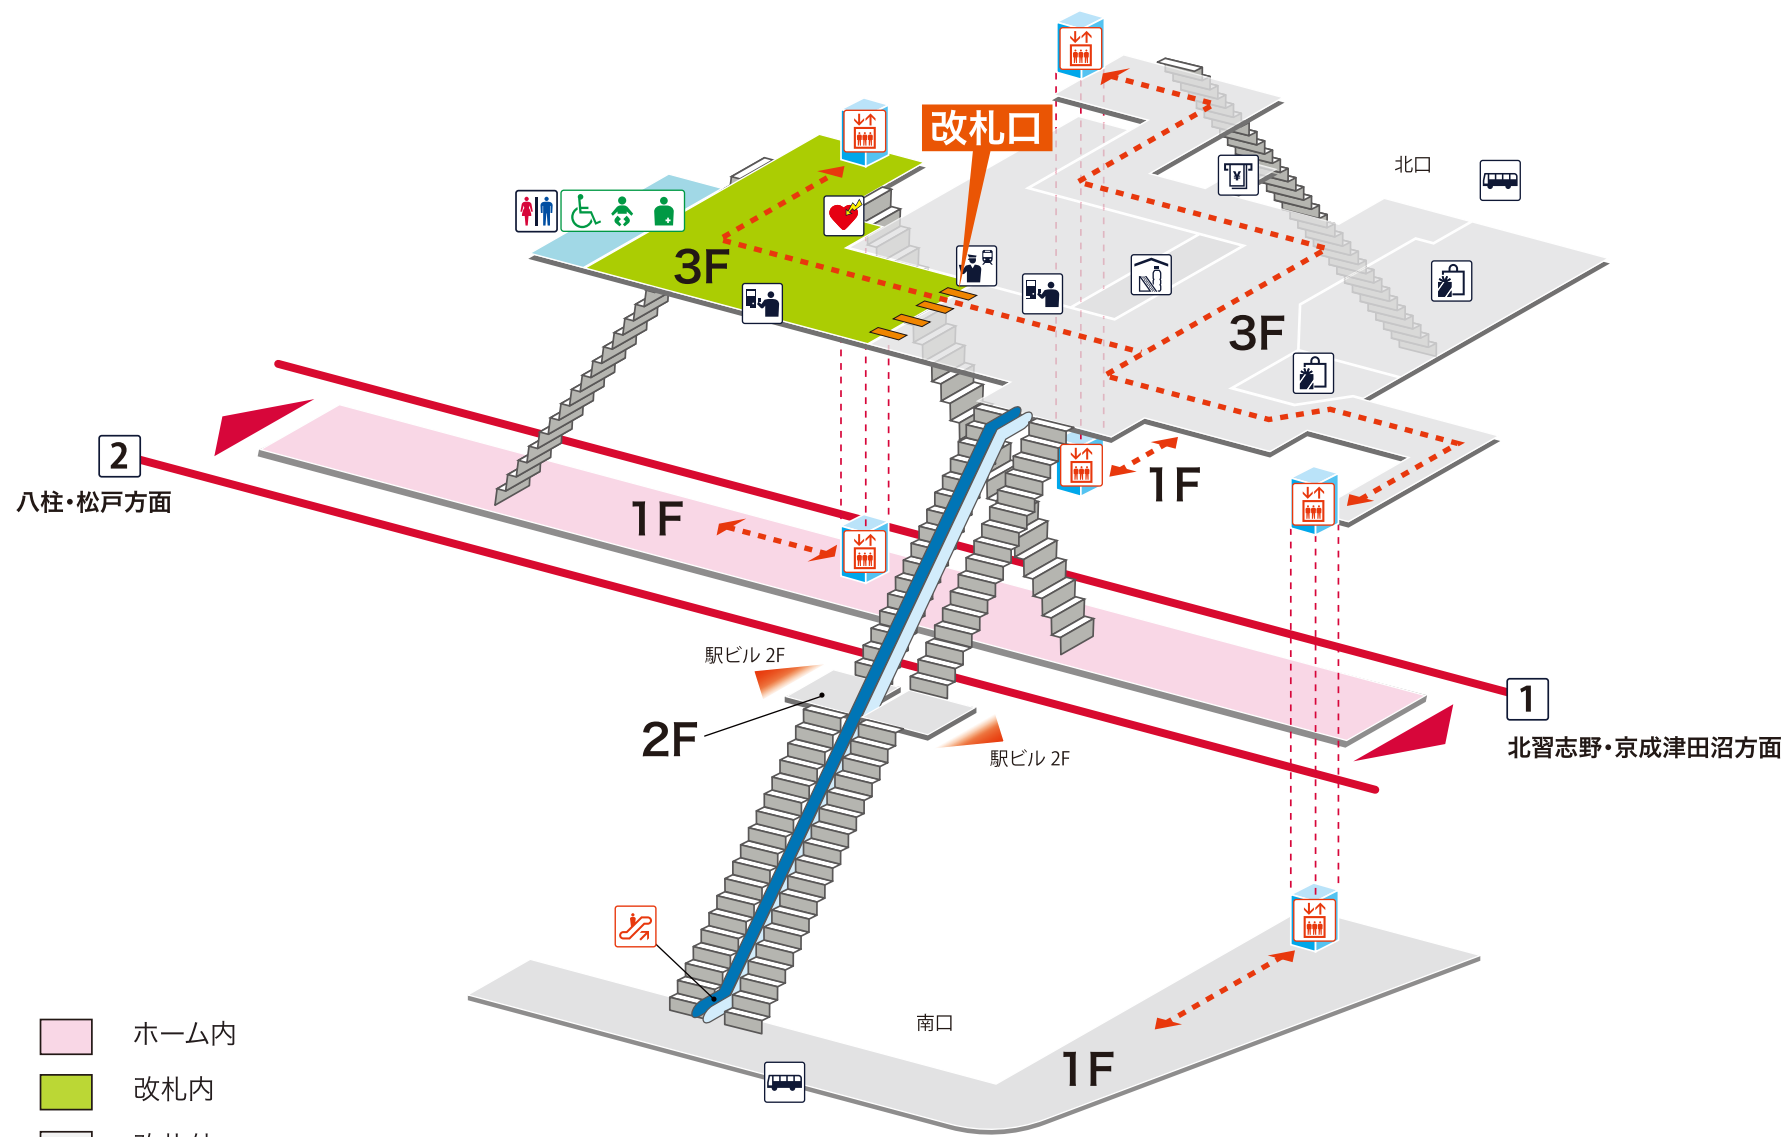 改札口
北口
¥
3F
3F
2
八柱・松戸方面
1F
1F
駅ビル 2F
2F
駅ビル 2F
1
北習志野・京成津田沼方面
南口
1F
ホーム内
改札内